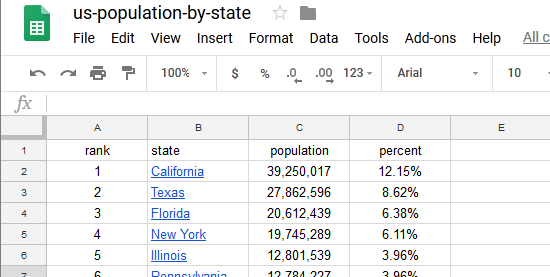 us-population-by-state
File Edit View Insert Format Data Tools Add-ons Help All c
100% $ % .0 .00 123 Arial 10
fx
A B C D E
1 rank state population percent
2 1 California 39,250,017 12.15%
3 2 Texas 27,862,596 8.62%
4 3 Florida 20,612,439 6.38%
5 4 New York 19,745,289 6.11%
6 5 Illinois 12,801,539 3.96%
7 6 Pennsylvania 12,784,227 3.96%